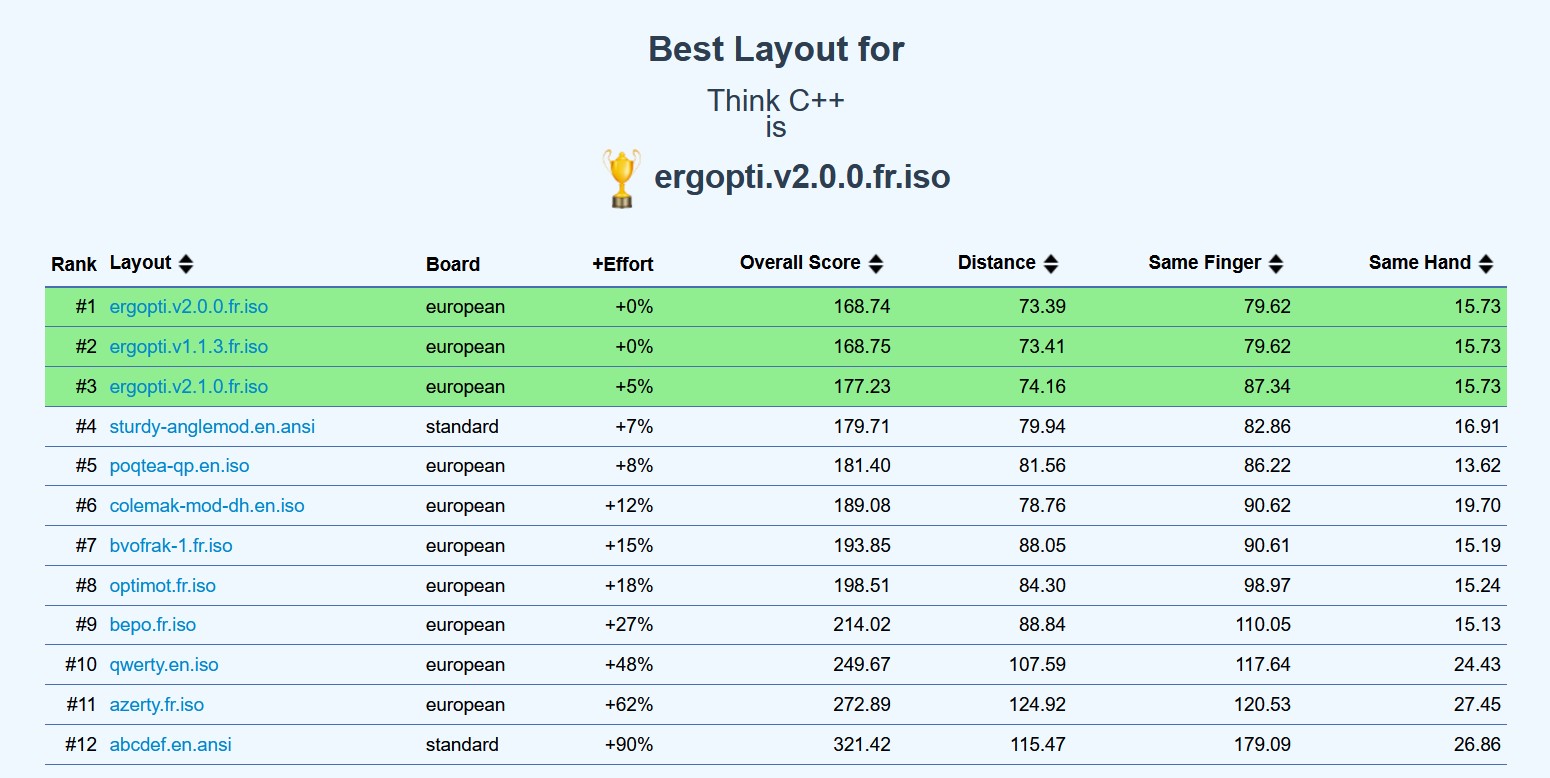 Best Layout for
Think C++
is
ergopti.v2.0.0.fr.iso
Rank Layout Board +Effort Overall Score Distance Same Finger Same Hand
#1 ergopti.v2.0.0.fr.iso european +0% 168.74 73.39 79.62 15.73
#2 ergopti.v1.1.3.fr.iso european +0% 168.75 73.41 79.62 15.73
#3 ergopti.v2.1.0.fr.iso european +5% 177.23 74.16 87.34 15.73
#4 sturdy-anglemod.en.ansi standard +7% 179.71 79.94 82.86 16.91
#5 poqtea-qp.en.iso european +8% 181.40 81.56 86.22 13.62
#6 colemak-mod-dh.en.iso european +12% 189.08 78.76 90.62 19.70
#7 bvofrak-1.fr.iso european +15% 193.85 88.05 90.61 15.19
#8 optimot.fr.iso european +18% 198.51 84.30 98.97 15.24
#9 bepo.fr.iso european +27% 214.02 88.84 110.05 15.13
#10 qwerty.en.iso european +48% 249.67 107.59 117.64 24.43
#11 azerty.fr.iso european +62% 272.89 124.92 120.53 27.45
#12 abcdef.en.ansi standard +90% 321.42 115.47 179.09 26.86